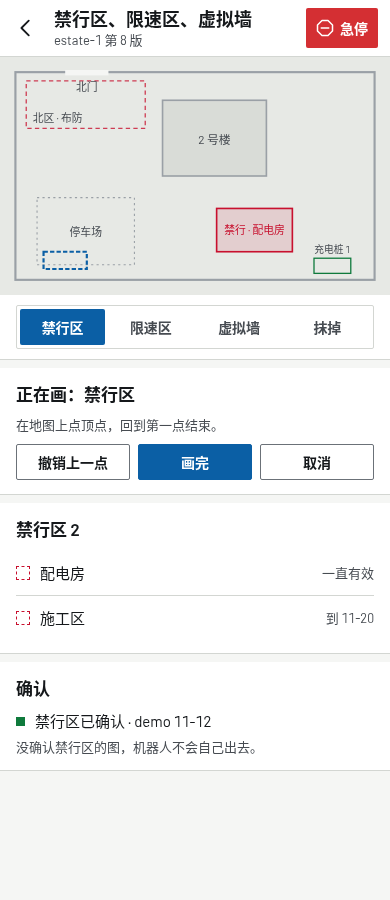 禁行区、限速区、虚拟墙
estate-1 第 8 版
急停
北门
北区 · 布防
2 号楼
停车场
禁行 · 配电房
充电桩 1
禁行区
限速区
虚拟墙
抹掉
正在画：禁行区
在地图上点顶点，回到第一点结束。
撤销上一点
画完
取消
禁行区 2
配电房
一直有效
施工区
到 11-20
确认
禁行区已确认 · demo 11-12
没确认禁行区的图，机器人不会自己出去。